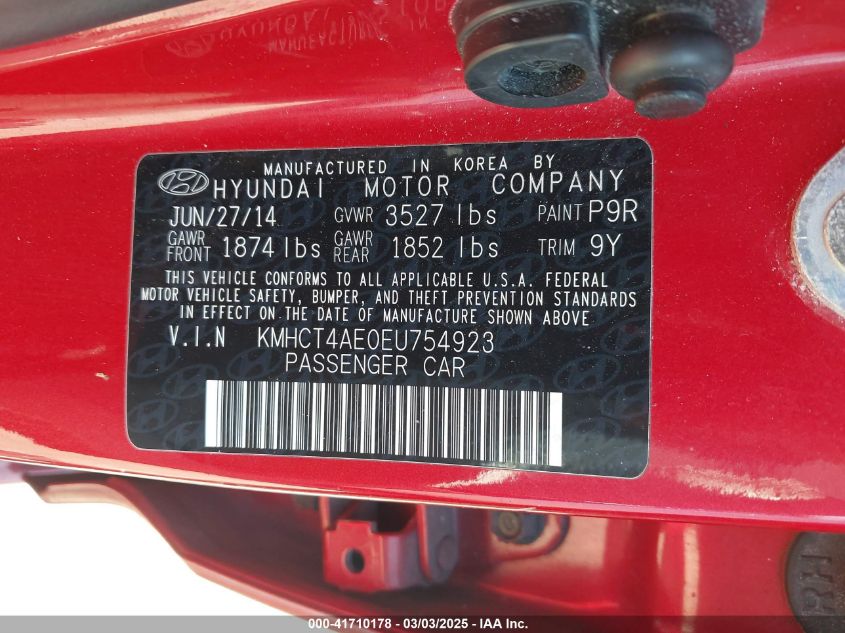 MANUFACTURED IN KOREA BY
HYUNDAI MOTOR COMPANY
JUN/27/14 GVWR 3527 lbs PAINT P9R
GAWR FRONT 1874 lbs GAWR REAR 1852 lbs TRIM 9Y
THIS VEHICLE CONFORMS TO ALL APPLICABLE U.S.A. FEDERAL
MOTOR VEHICLE SAFETY, BUMPER, AND THEFT PREVENTION STANDARDS
IN EFFECT ON THE DATE OF MANUFACTURE SHOWN ABOVE
V.I.N KMHCT4AE0EU754923
PASSENGER CAR
RH
000-41710178 - 03/03/2025 - IAA Inc.